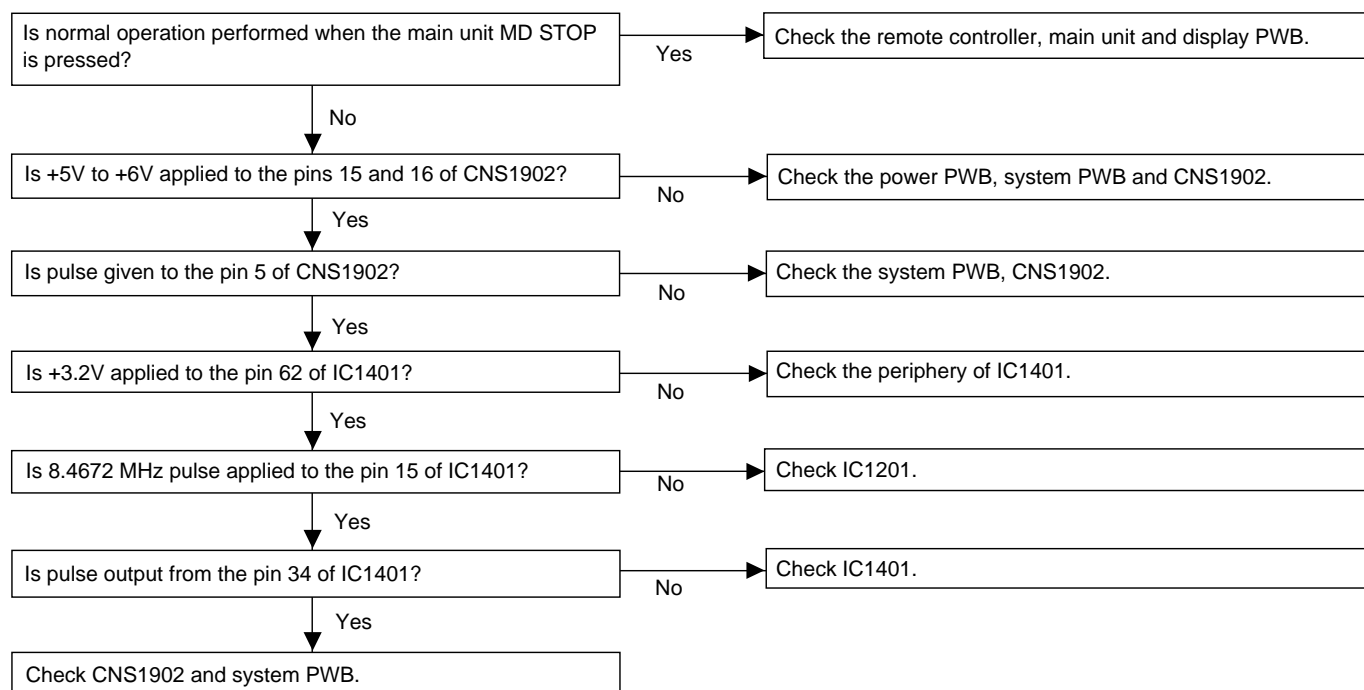 Is normal operation performed when the main unit MD STOP
is pressed?
Yes
Check the remote controller, main unit and display PWB.
No
Is +5V to +6V applied to the pins 15 and 16 of CNS1902?
No
Check the power PWB, system PWB and CNS1902.
Yes
Is pulse given to the pin 5 of CNS1902?
No
Check the system PWB, CNS1902.
Yes
Is +3.2V applied to the pin 62 of IC1401?
No
Check the periphery of IC1401.
Yes
Is 8.4672 MHz pulse applied to the pin 15 of IC1401?
No
Check IC1201.
Yes
Is pulse output from the pin 34 of IC1401?
No
Check IC1401.
Yes
Check CNS1902 and system PWB.